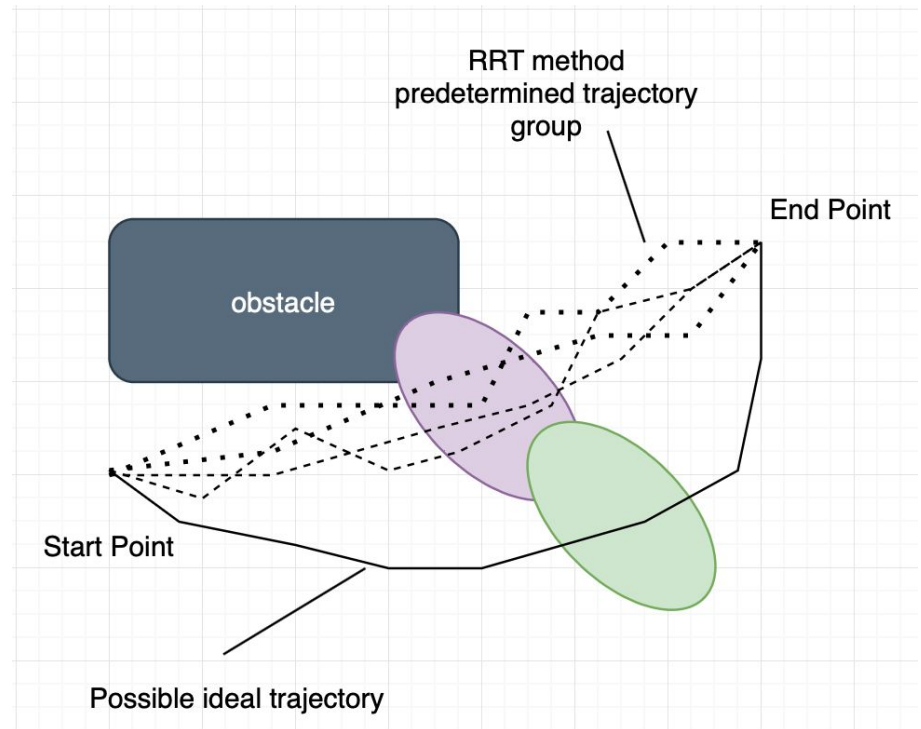 RRT method
predetermined trajectory
group
End Point
obstacle
Start Point
Possible ideal trajectory